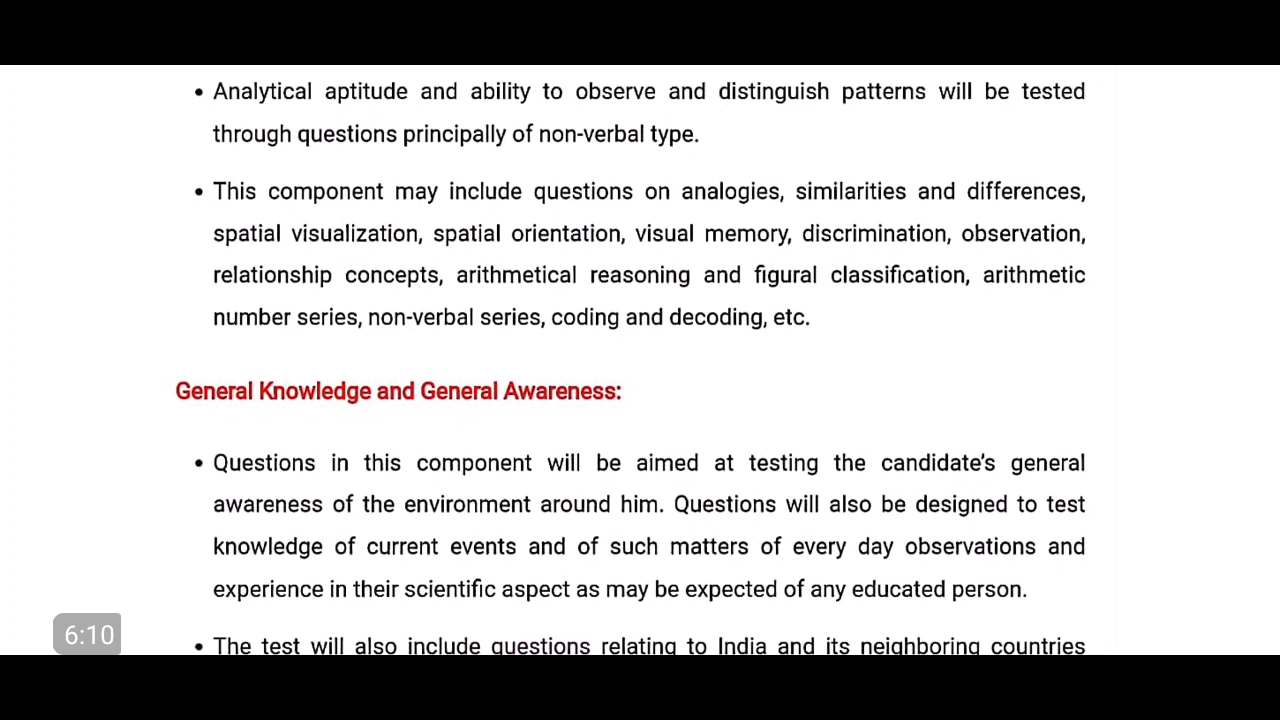 • Analytical aptitude and ability to observe and distinguish patterns will be tested
through questions principally of non-verbal type.
• This component may include questions on analogies, similarities and differences,
spatial visualization, spatial orientation, visual memory, discrimination, observation,
relationship concepts, arithmetical reasoning and figural classification, arithmetic
number series, non-verbal series, coding and decoding, etc.
General Knowledge and General Awareness:
• Questions in this component will be aimed at testing the candidate's general
awareness of the environment around him. Questions will also be designed to test
knowledge of current events and of such matters of every day observations and
experience in their scientific aspect as may be expected of any educated person.
6:10
• The test will also include questions relating to India and its neighboring countries